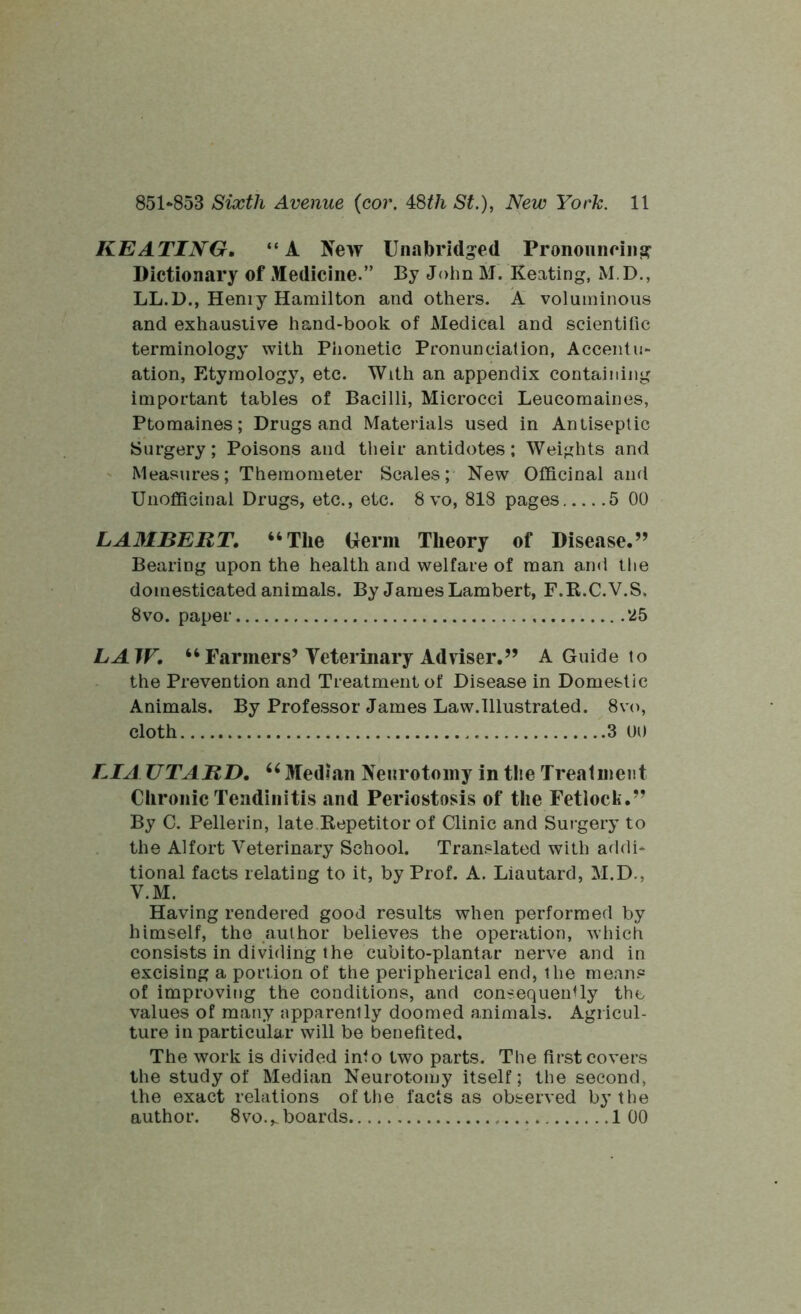 851-853 Sixth Avenue (cor. 48th St.), New York. 11
KEATING. “A New Unabridged Pronouncing
Dictionary of Medicine.” By John M. Keating, M.D.,
LL.D., Henry Hamilton and others. A voluminous
and exhaustive hand-book of Medical and scientific
terminology with Phonetic Pronunciation, Accentu-
ation, Etymology, etc. With an appendix containing
important tables of Bacilli, Microcci Leucomaines,
Ptomaines; Drugs and Materials used in Antiseptic
Surgery; Poisons and their antidotes; Weights and
Measures; Themometer Scales; New Officinal and
Unofficinal Drugs, etc., etc. 8 vo, 818 pages.....5 00
LAMBERT. “The Germ Theory of Disease.”
Bearing upon the health and welfare of man and the
domesticated animals. By James Lambert, F.R.C.V.S.
8vo. paper.......................................25
LAW. “Farmers’ Veterinary Adviser.” A Guide to
the Prevention and Treatment of Disease in Domestic
Animals. By Professor James Law.Illustrated. 8vo,
cloth............................................3 00
LIAUTARD. “Median Neurotomy in the Treatment
Chronic Tendinitis and Periostosis of the Fetlock.”
By C. Pellerin, late Repetitor of Clinic and Surgery to
the Alfort Veterinary School. Translated with addi-
tional facts relating to it, by Prof. A. Liautard, M.D.,
V.M.
Having rendered good results when performed by
himself, the author believes the operation, which
consists in dividing the cubito-plantar nerve and in
excising a portion of the peripherical end, the means
of improving the conditions, and consequently the
values of many apparently doomed animals. Agricul-
ture in particular will be benefited.
The work is divided into two parts. The first covers
the study of Median Neurotomy itself; the second,
the exact relations of the facts as observed by the
author. 8vo., boards...........................1 00